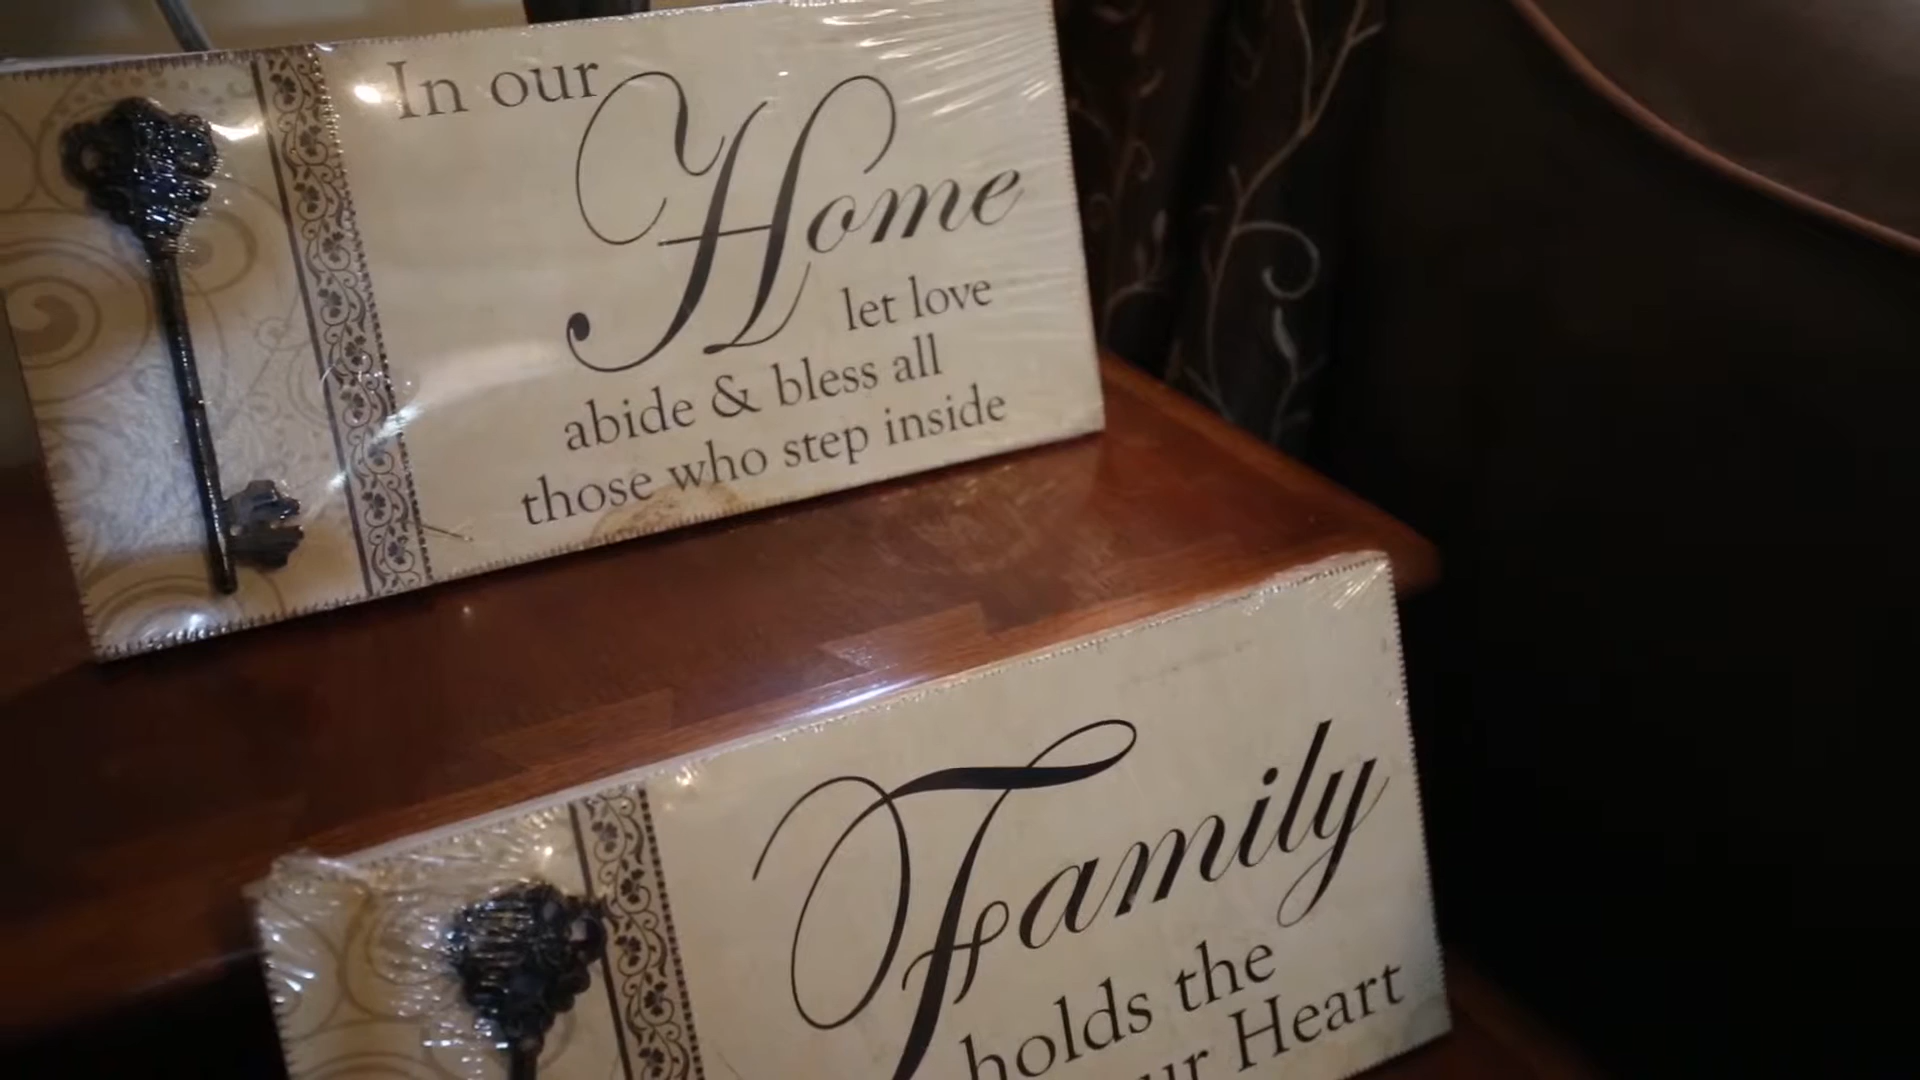 In our
Home
let love
abide & bless all
those who step inside
Family
holds the
Heart